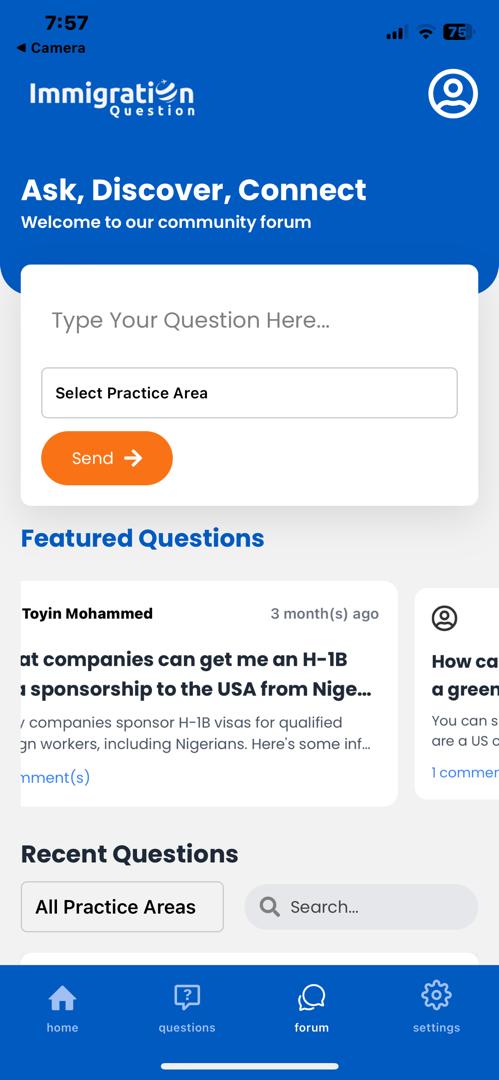 7:57
75
◀ Camera
Immigration
Question
Ask, Discover, Connect
Welcome to our community forum
Type Your Question Here...
Select Practice Area
Send →
Featured Questions
Toyin Mohammed
3 month(s) ago
at companies can get me an H-1B
a sponsorship to the USA from Nige...
y companies sponsor H-1B visas for qualified
gn workers, including Nigerians. Here's some inf...
mment(s)
How ca
a green
You can s
are a US c
1 commen
Recent Questions
All Practice Areas
Search...
home
questions
forum
settings